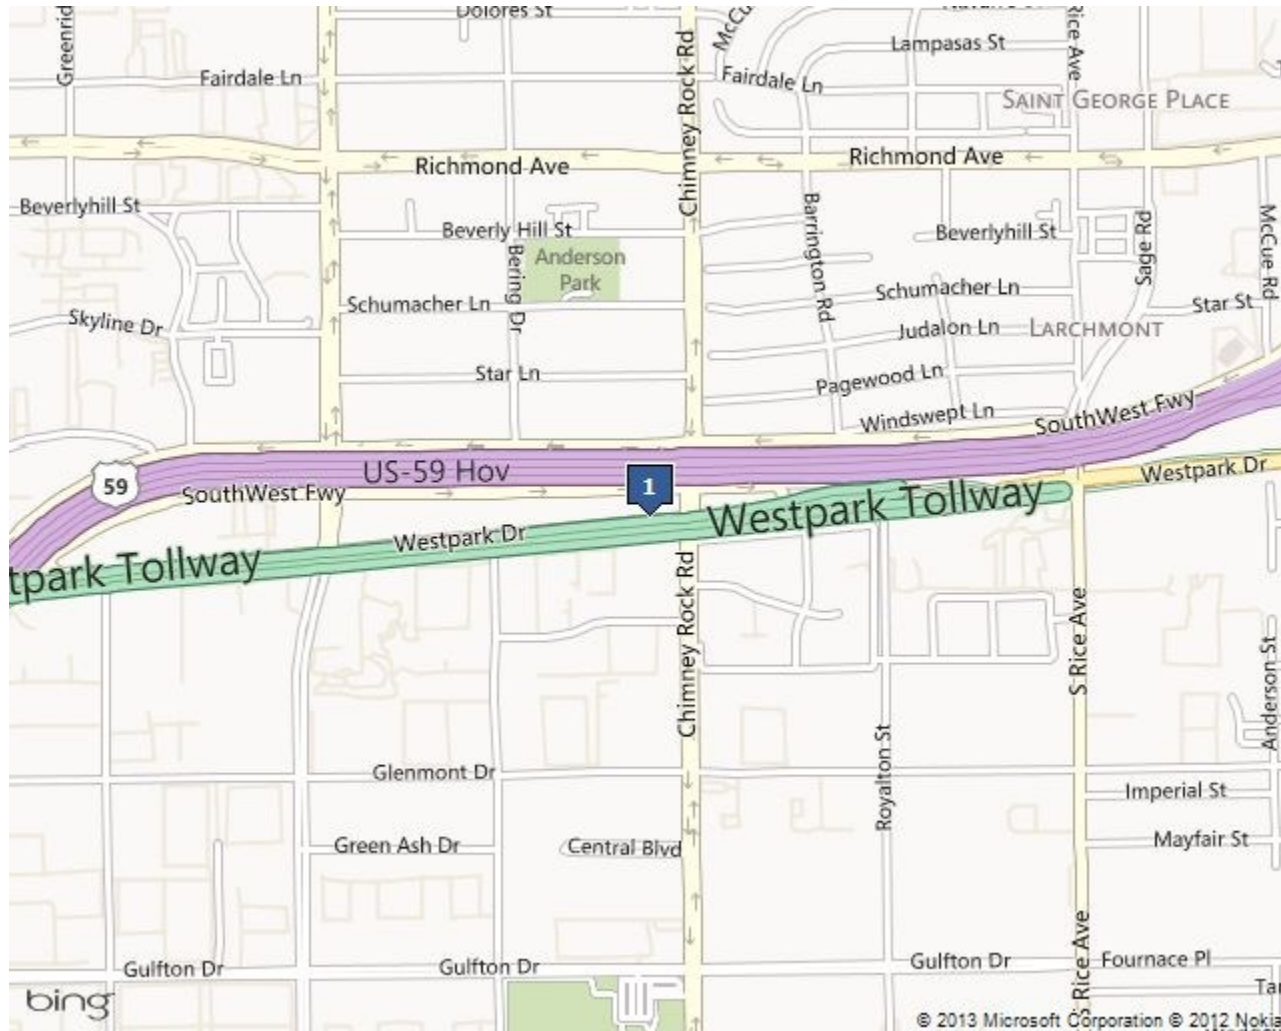 Dolores St
Greenrid
Fairdale Ln
Chimney Rock Rd
Fairdale Ln
Lampasas St
Rice Ave
SAINT GEORGE PLACE
Richmond Ave
Richmond Ave
Beverlyhill St
Beverly Hill St
Anderson
Park
Bering Dr
Barrington Rd
Beverlyhill St
Sage Rd
McCue Rd
Schumacher Ln
Schumacher Ln
Star St
Skyline Dr
Judalon Ln
LARCHMONT
Star Ln
Pagewood Ln
Windswept Ln
SouthWest Fwy
US-59 Hov
59
SouthWest Fwy
1
Westpark Dr
Westpark Tollway
Westpark Dr
tpark Tollway
Chimney Rock Rd
S Rice Ave
Anderson St
Royalton St
Glenmont Dr
Imperial St
Green Ash Dr
Central Blvd
Mayfair St
S Rice Ave
Gulfton Dr
Gulfton Dr
Gulfton Dr
Fournace Pl
Tar
bing
© 2013 Microsoft Corporation © 2012 Nokia